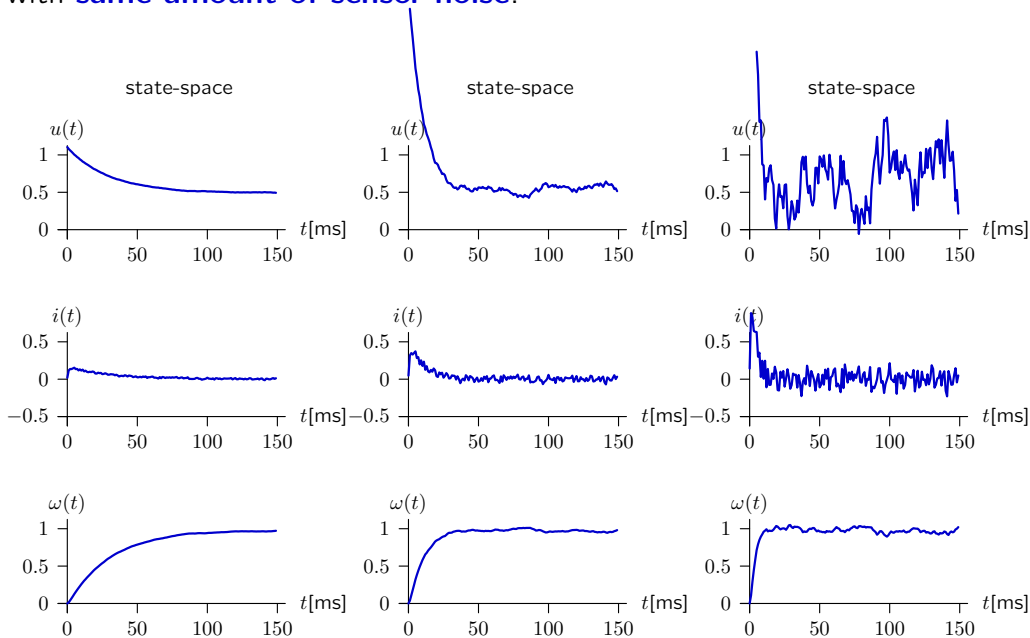 with same amount of sensor noise.
state-space state-space state-space
u(t) u(t) u(t)
1 1 1
0.5 0.5 0.5
0 t[ms] 0 t[ms] 0 t[ms]
0 50 100 150 0 50 100 150 0 50 100 150
i(t) i(t) i(t)
0.5 0.5 0.5
0 0 0
−0.5 t[ms] −0.5 t[ms] −0.5 t[ms]
0 50 100 150 0 50 100 150 0 50 100 150
ω(t) ω(t) ω(t)
1 1 1
0.5 0.5 0.5
0 t[ms] 0 t[ms] 0 t[ms]
0 50 100 150 0 50 100 150 0 50 100 150